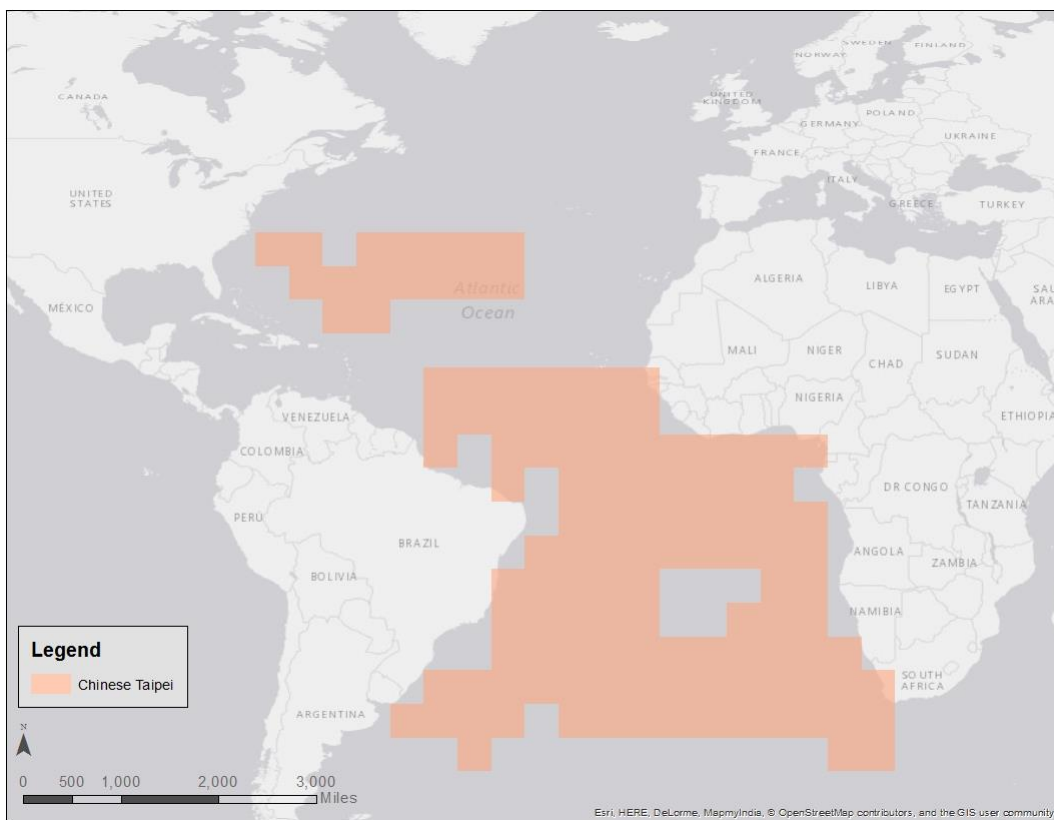 SWEDEN
FINLAND
NORWAY
CANADA
UNITED
KINGDOM
POLAND
GERMANY
UKRAINE
FRANCE
ITALY
UNITED
STATES
GREECE
TURKEY
ALGERIA
LIBYA
EGYPT
SAU
ARA
Atlantic
Ocean
MÉXICO
MALI
NIGER
CHAD
SUDAN
NIGERIA
ETHIOPIA
VENEZUELA
COLOMBIA
DR CONGO
TANZANIA
PERÚ
BRAZIL
ANGOLA
ZAMBIA
BOLIVIA
NAMIBIA
SOUTH
AFRICA
ARGENTINA
Legend
Chinese Taipei
N
0 500 1,000 2,000 3,000
Miles
Esri, HERE, DeLorme, MapmyIndia, © OpenStreetMap contributors, and the GIS user community